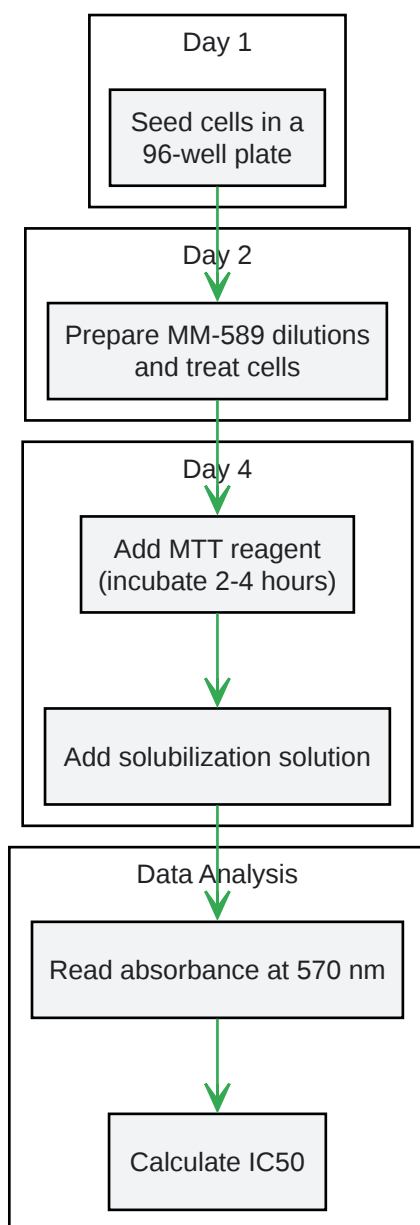 Day 1
Seed cells in a
96-well plate
Day 2
Prepare MM-589 dilutions
and treat cells
Day 4
Add MTT reagent
(incubate 2-4 hours)
Add solubilization solution
Data Analysis
Read absorbance at 570 nm
Calculate IC50